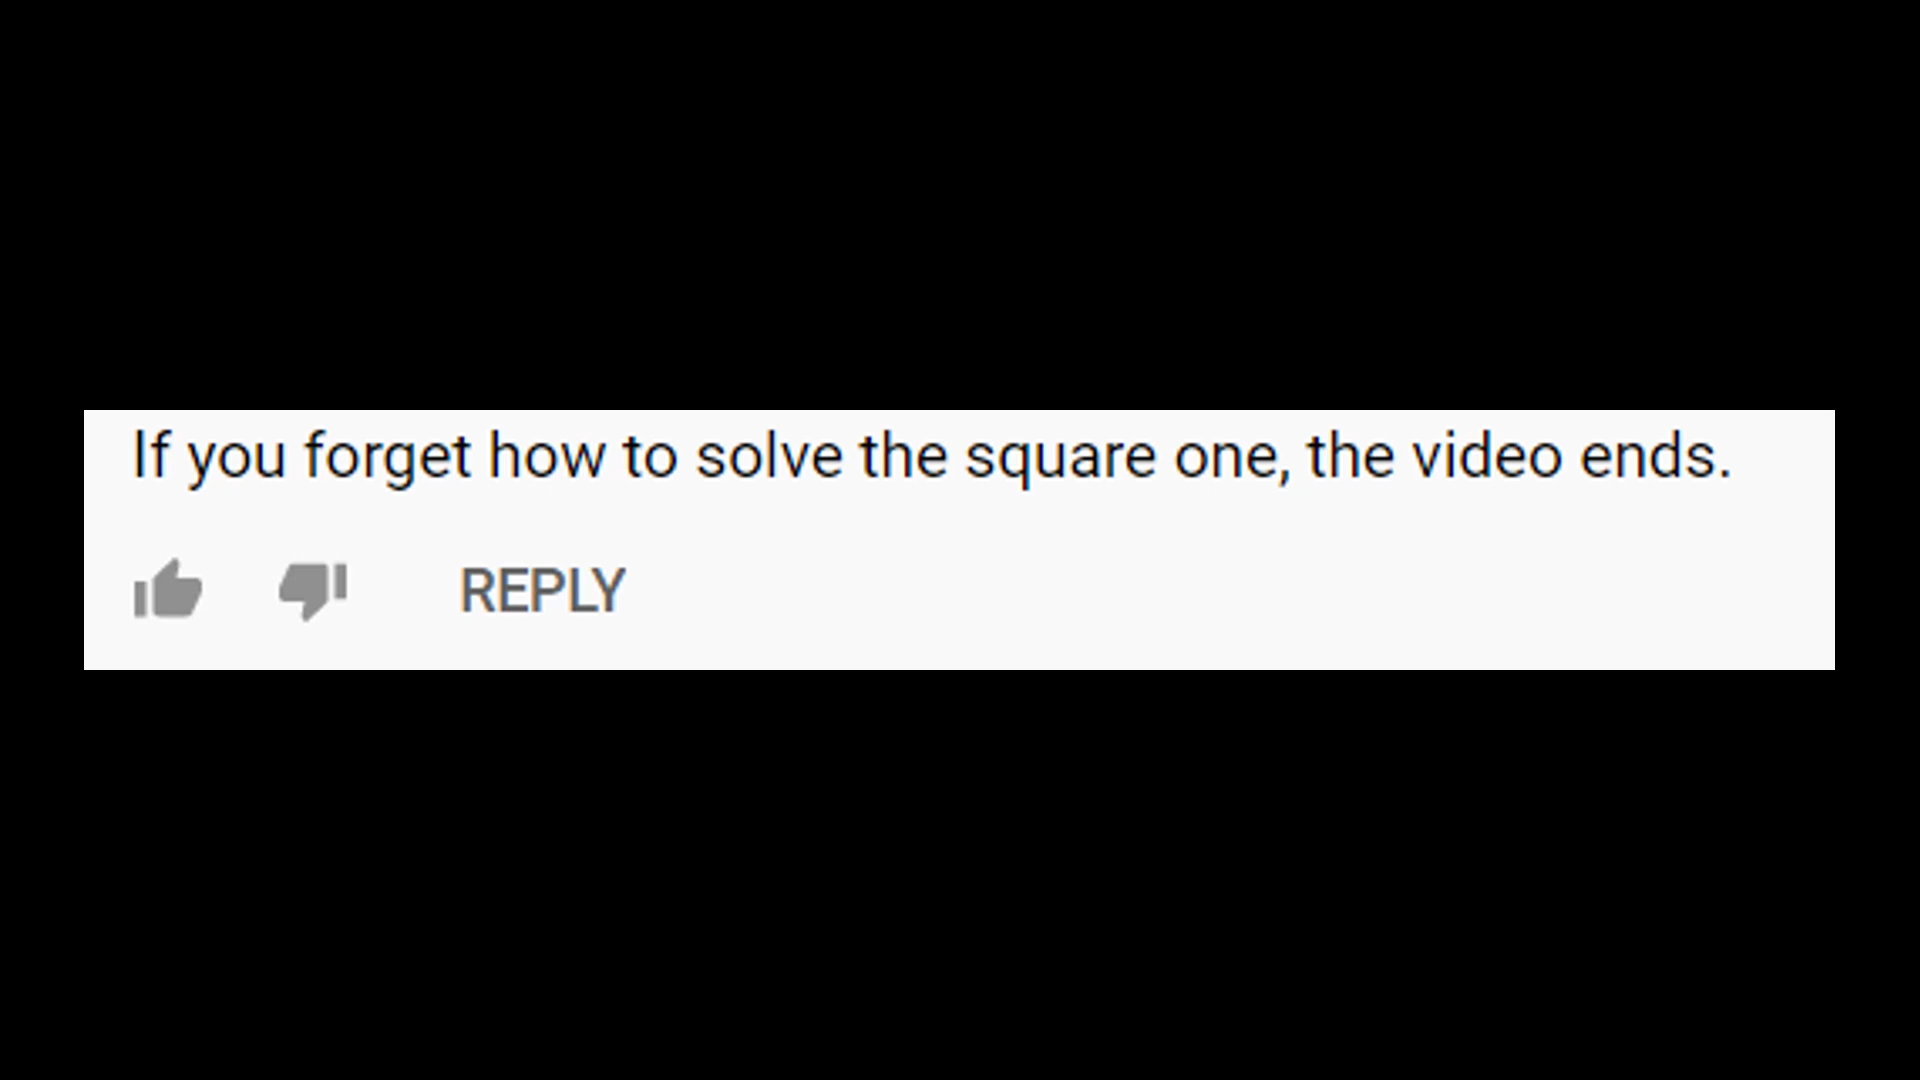 If you forget how to solve the square one, the video ends.
REPLY